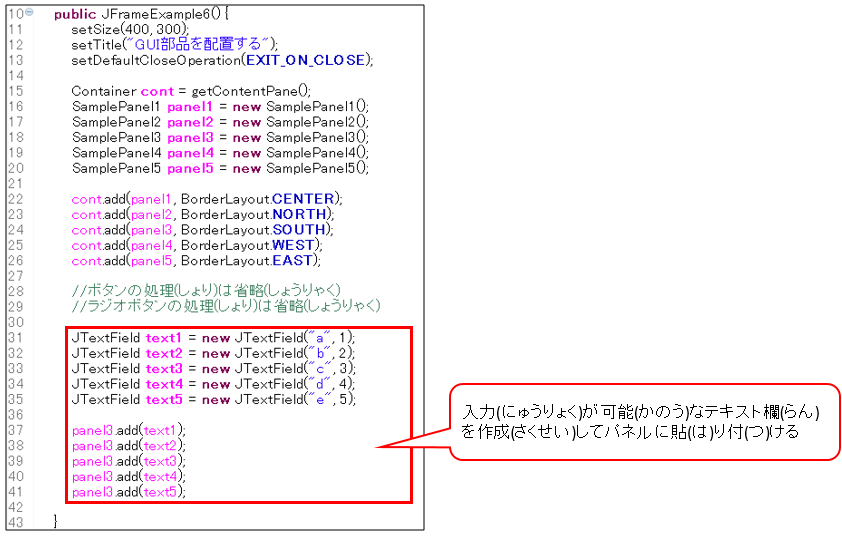 10 public JFrameExample6() {
11 setSize(400, 300);
12 setTitle("GUI部品を配置する");
13 setDefaultCloseOperation(EXIT_ON_CLOSE);
14
15 Container cont = getContentPane();
16 SamplePanel1 panel1 = new SamplePanel1();
17 SamplePanel2 panel2 = new SamplePanel2();
18 SamplePanel3 panel3 = new SamplePanel3();
19 SamplePanel4 panel4 = new SamplePanel4();
20 SamplePanel5 panel5 = new SamplePanel5();
21
22 cont.add(panel1, BorderLayout.CENTER);
23 cont.add(panel2, BorderLayout.NORTH);
24 cont.add(panel3, BorderLayout.SOUTH);
25 cont.add(panel4, BorderLayout.WEST);
26 cont.add(panel5, BorderLayout.EAST);
27
28 //ボタンの処理(しょり)は省略(しょうりゃく)
29 //ラジオボタンの処理(しょり)は省略(しょうりゃく)
30
31 JTextField text1 = new JTextField("a", 1);
32 JTextField text2 = new JTextField("b", 2);
33 JTextField text3 = new JTextField("c", 3);
34 JTextField text4 = new JTextField("d", 4);
35 JTextField text5 = new JTextField("e", 5);
36
37 panel3.add(text1);
38 panel3.add(text2);
39 panel3.add(text3);
40 panel3.add(text4);
41 panel3.add(text5);
42
43 }
入力(にゅうりょく)が可能(かのう)なテキスト欄(らん)
を作成(さくせい)してパネルに貼(は)り付(つ)ける